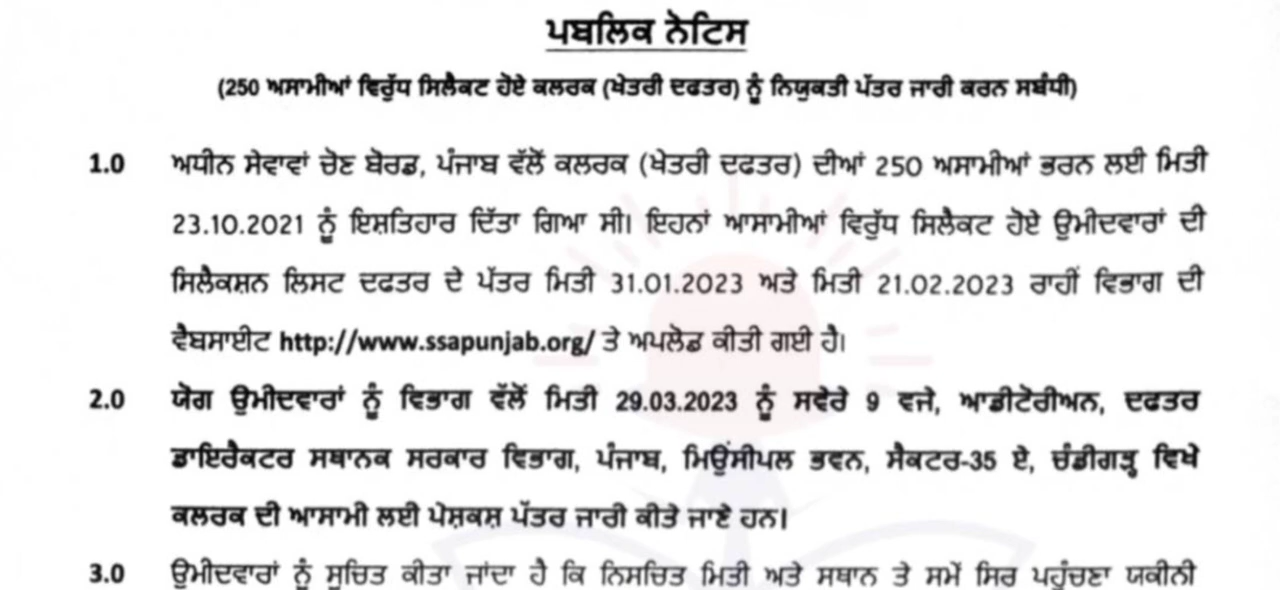 ਪਬਲਿਕ ਨੋਟਿਸ
(250 ਅਸਾਮੀਆਂ ਵਿਰੁੱਧ ਸਿਲੈਕਟ ਹੋਏ ਕਲਰਕ (ਖੇਤਰੀ ਦਫਤਰ) ਨੂੰ ਨਿਯੁਕਤੀ ਪੱਤਰ ਜਾਰੀ ਕਰਨ ਸਬੰਧੀ)
1.0 ਅਧੀਨ ਸੇਵਾਵਾਂ ਚੋਣ ਬੋਰਡ, ਪੰਜਾਬ ਵੱਲੋਂ ਕਲਰਕ (ਖੇਤਰੀ ਦਫਤਰ) ਦੀਆਂ 250 ਅਸਾਮੀਆਂ ਭਰਨ ਲਈ ਮਿਤੀ
23.10.2021 ਨੂੰ ਇਸ਼ਤਿਹਾਰ ਦਿੱਤਾ ਗਿਆ ਸੀ। ਇਹਨਾਂ ਆਸਾਮੀਆਂ ਵਿਰੁੱਧ ਸਿਲੈਕਟ ਹੋਏ ਉਮੀਦਵਾਰਾਂ ਦੀ
ਸਿਲੈਕਸ਼ਨ ਲਿਸਟ ਦਫਤਰ ਦੇ ਪੱਤਰ ਮਿਤੀ 31.01.2023 ਅਤੇ ਮਿਤੀ 21.02.2023 ਰਾਹੀਂ ਵਿਭਾਗ ਦੀ
ਵੈਬਸਾਈਟ http://www.ssapunjab.org/ ਤੇ ਅਪਲੋਡ ਕੀਤੀ ਗਈ ਹੈ।
2.0 ਯੋਗ ਉਮੀਦਵਾਰਾਂ ਨੂੰ ਵਿਭਾਗ ਵੱਲੋਂ ਮਿਤੀ 29.03.2023 ਨੂੰ ਸਵੇਰੇ 9 ਵਜੇ, ਆਡੀਟੋਰੀਅਨ, ਦਫਤਰ
ਡਾਇਰੈਕਟਰ ਸਥਾਨਕ ਸਰਕਾਰ ਵਿਭਾਗ, ਪੰਜਾਬ, ਮਿਉਂਸੀਪਲ ਭਵਨ, ਸੈਕਟਰ-35 ਏ, ਚੰਡੀਗੜ੍ਹ ਵਿਖੇ
ਕਲਰਕ ਦੀ ਆਸਾਮੀ ਲਈ ਪੇਸ਼ਕਸ਼ ਪੱਤਰ ਜਾਰੀ ਕੀਤੇ ਜਾਣੇ ਹਨ।
3.0 ਉਮੀਦਵਾਰਾਂ ਨੂੰ ਸੂਚਿਤ ਕੀਤਾ ਜਾਂਦਾ ਹੈ ਕਿ ਨਿਸਚਿਤ ਮਿਤੀ ਅਤੇ ਸਥਾਨ ਤੇ ਸਮੇਂ ਸਿਰ ਪਹੁੰਚਣਾ ਯਕੀਨੀ